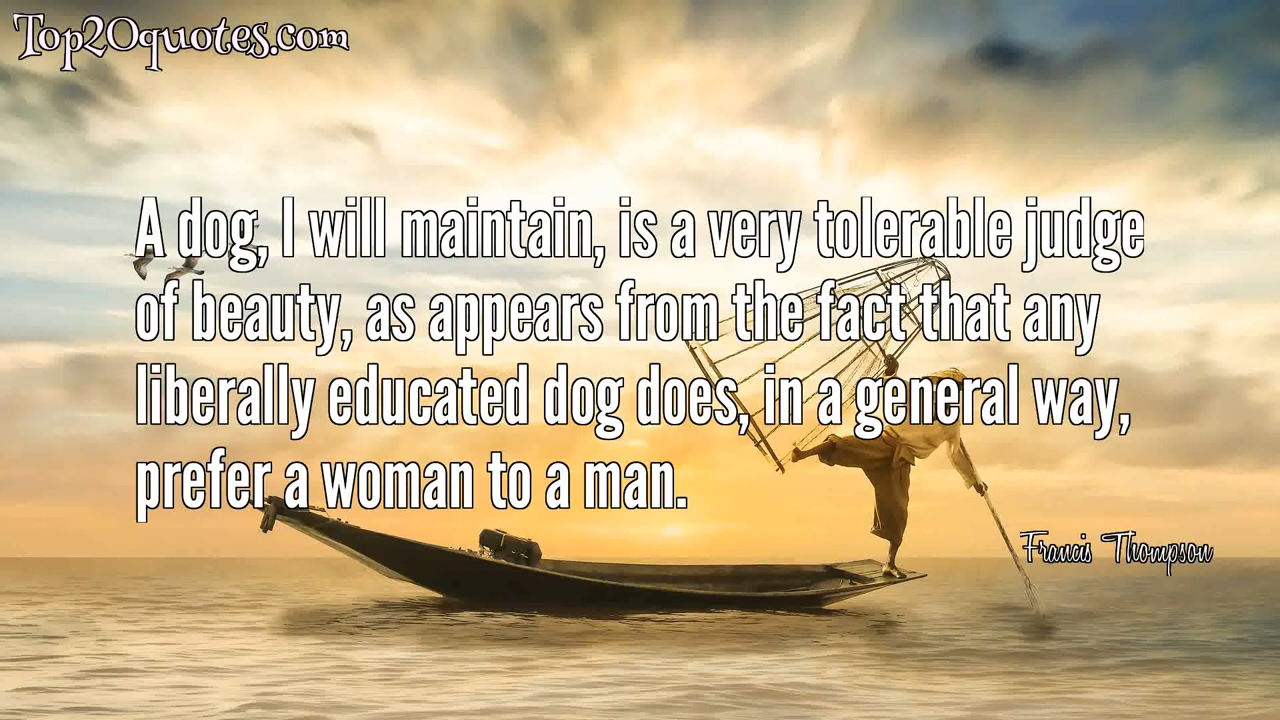 Top20quotes.com
A dog, I will maintain, is a very tolerable judge
of beauty, as appears from the fact that any
liberally educated dog does, in a general way,
prefer a woman to a man.
Francis Thompson